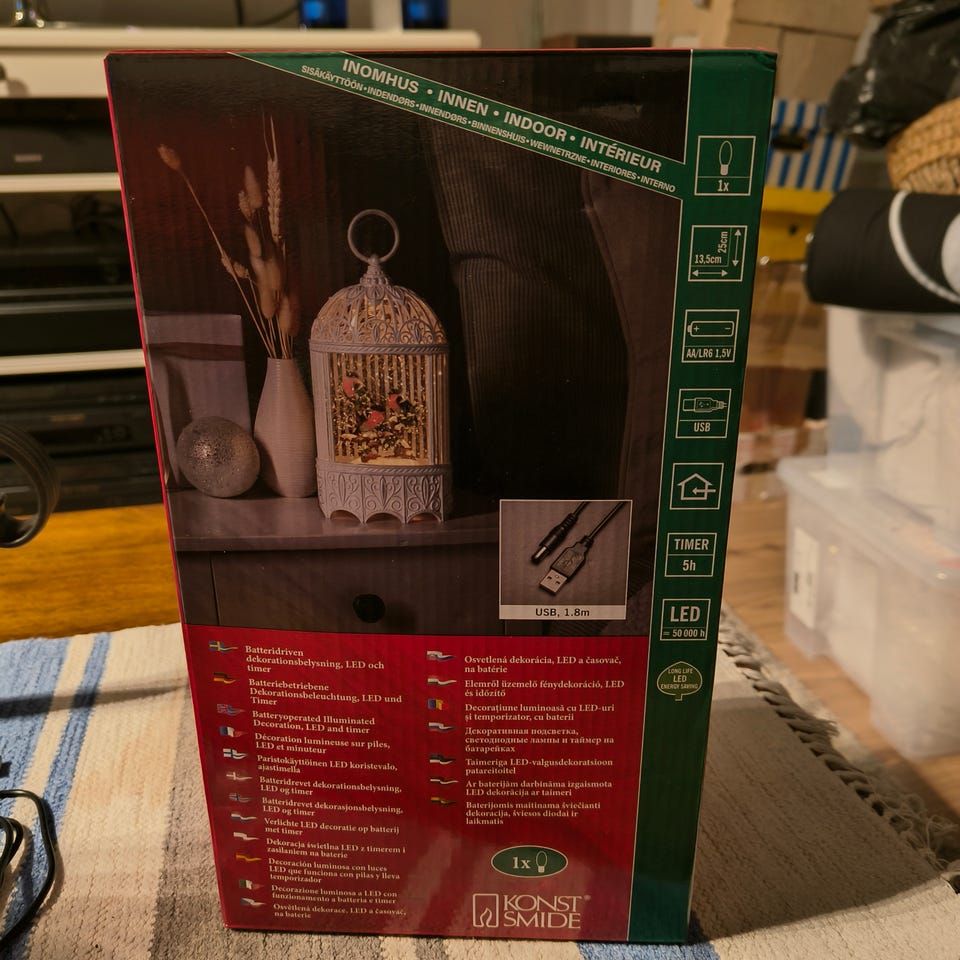 INOMHUS • INNEN • INDOOR • INTÉRIEUR
SISÄKÄYTTÖÖN•INDENDØRS•INNENDØRS•BINNENSHUIS•WEWNETRZNE•INTERIORES•INTERNO
1x
25cm
13,5cm
+ -
AA/LR6 1,5V
USB
TIMER
5h
LED
= 50 000 h
LONG LIFE
LED
ENERGY SAVING
USB, 1.8m
Batteridriven
dekorationsbelysning, LED och
timer
Batteriebetriebene
Dekorationsbeleuchtung, LED und
Timer
Batteryoperated Illuminated
Decoration, LED and timer
Décoration lumineuse sur piles,
LED et minuteur
Paristokäyttöinen LED koristevalo,
ajastimella
Batteridrevet dekorationsbelysning,
LED og timer
Batteridrevet dekorasjonsbelysning,
LED og timer
Verlichte LED decoratie op batterij
met timer
Dekoracja świetlna LED z timerem i
zasilaniem na baterie
Decoración luminosa con luces
LED que funciona con pilas y lleva
temporizador
Decorazione luminosa a LED con
funzionamento a batteria e timer
Osvětlená dekorace, LED a časovač,
na baterie
Osvetlená dekorácia, LED a časovač,
na batérie
Elemről üzemelő fénydekoráció, LED
és időzítő
Decorațiune luminoasă cu LED-uri
și temporizator, cu baterii
Декоративная подсветка,
светодиодные лампы и таймер на
батарейках
Taimeriga LED-valgusdekoratsioon
patareitoitel
Ar baterijām darbināma izgaismota
LED dekorācija ar taimeri
Baterijomis maitinama šviečianti
dekoracija, šviesos diodai ir
laikmatis
1x
KONST
SMIDE®